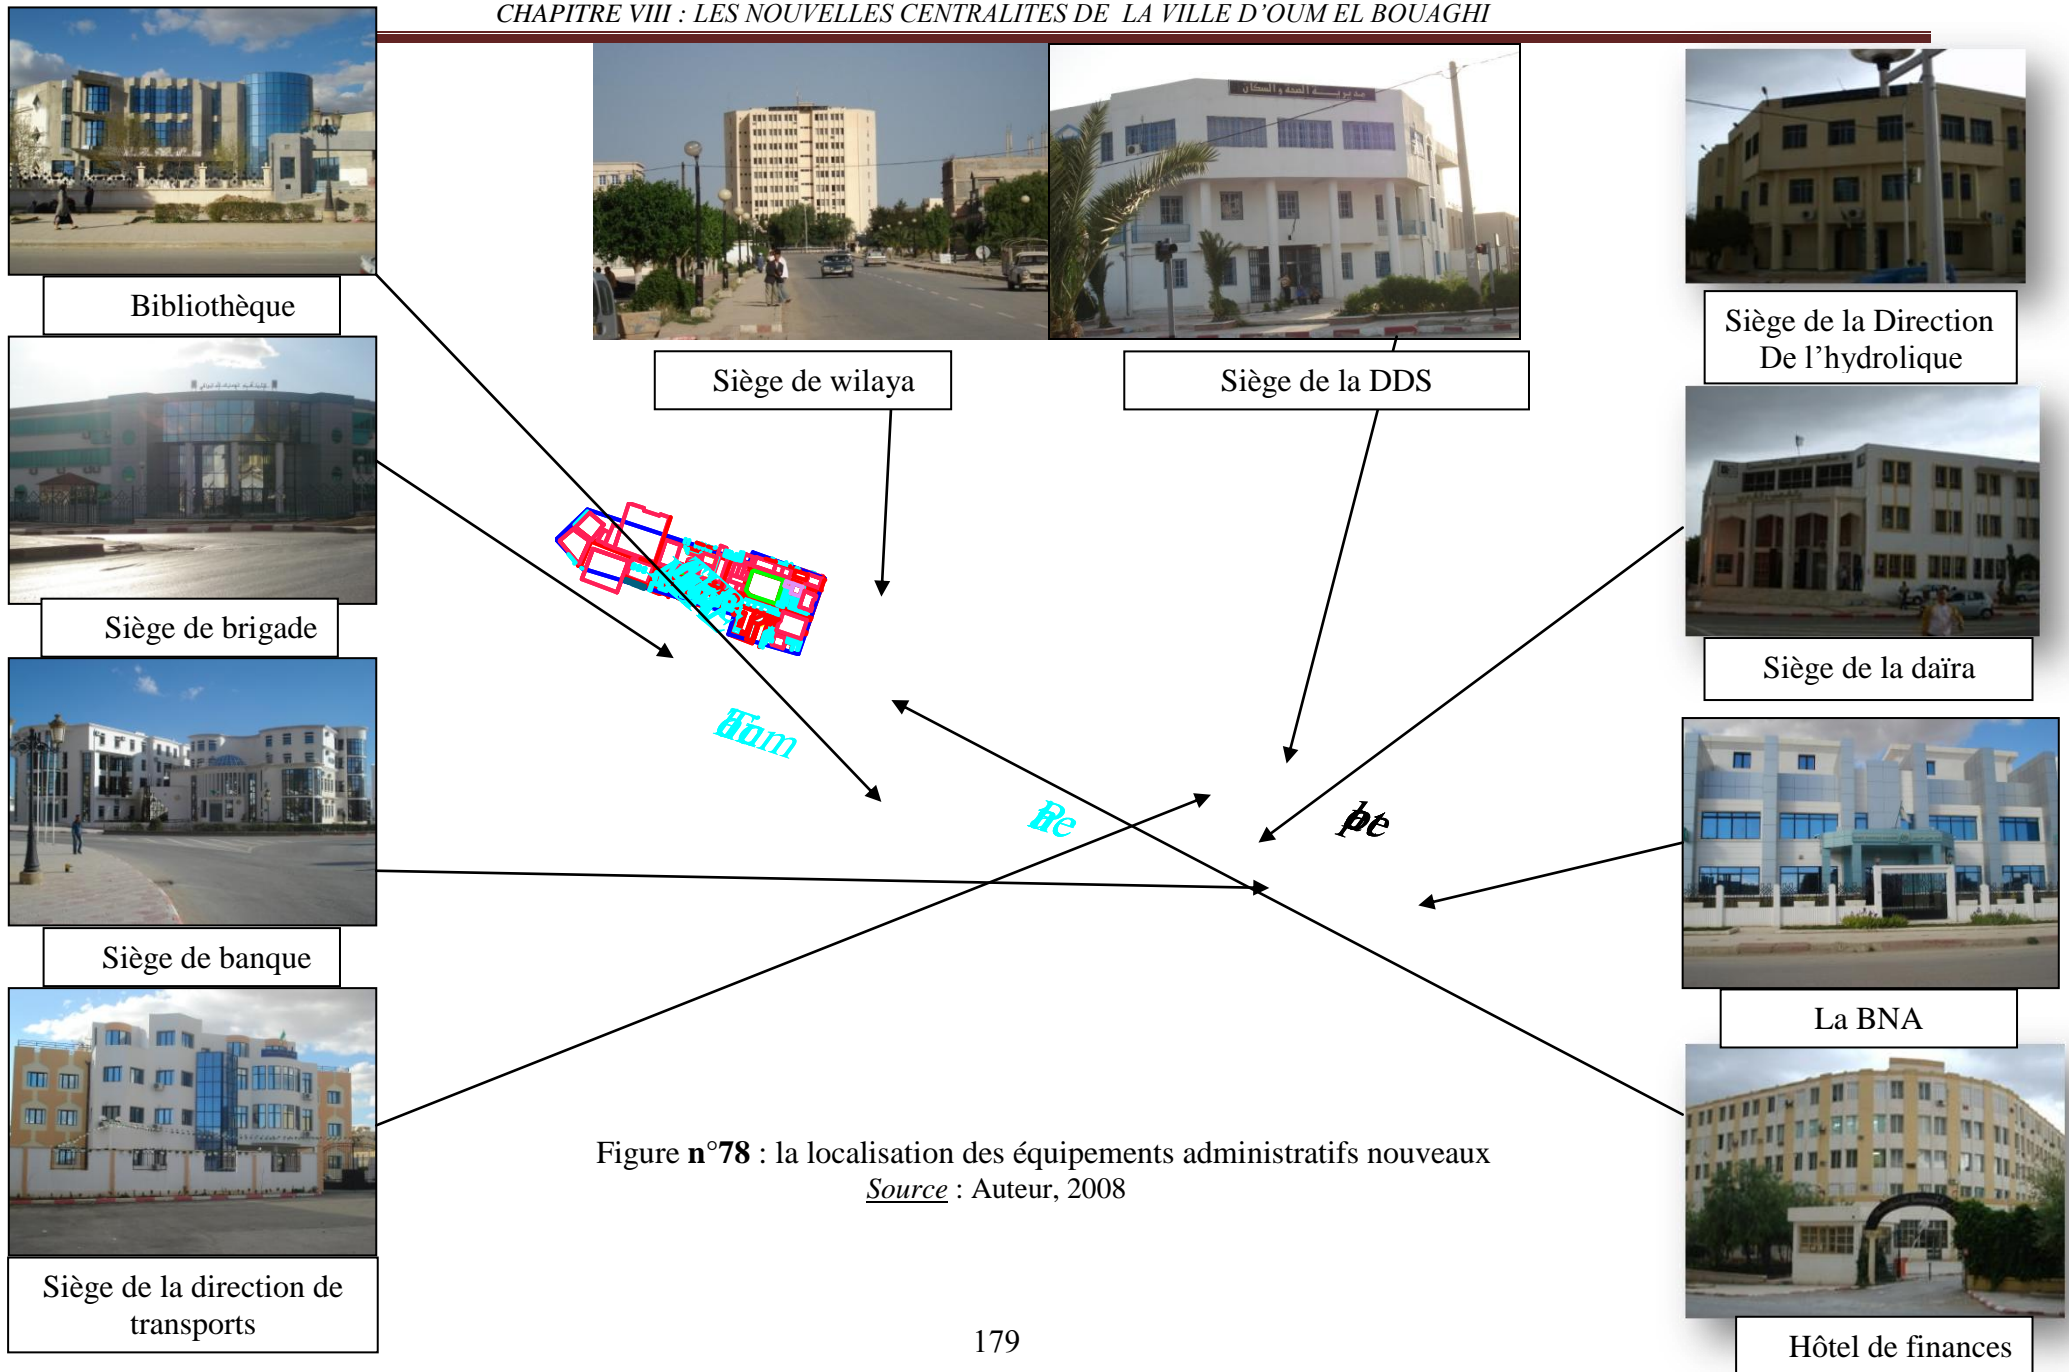 CHAPITRE VIII : LES NOUVELLES CENTRALITES DE LA VILLE D'OUM EL BOUAGHI
مديريـــة الصحة و السكان
Bibliothèque
Siège de wilaya
Siège de la DDS
Siège de la Direction
De l'hydrolique
Siège de brigade
Siège de la daïra
Siège de banque
La BNA
Siège de la direction de
transports
Hôtel de finances
Figure n°78 : la localisation des équipements administratifs nouveaux
Source : Auteur, 2008
179